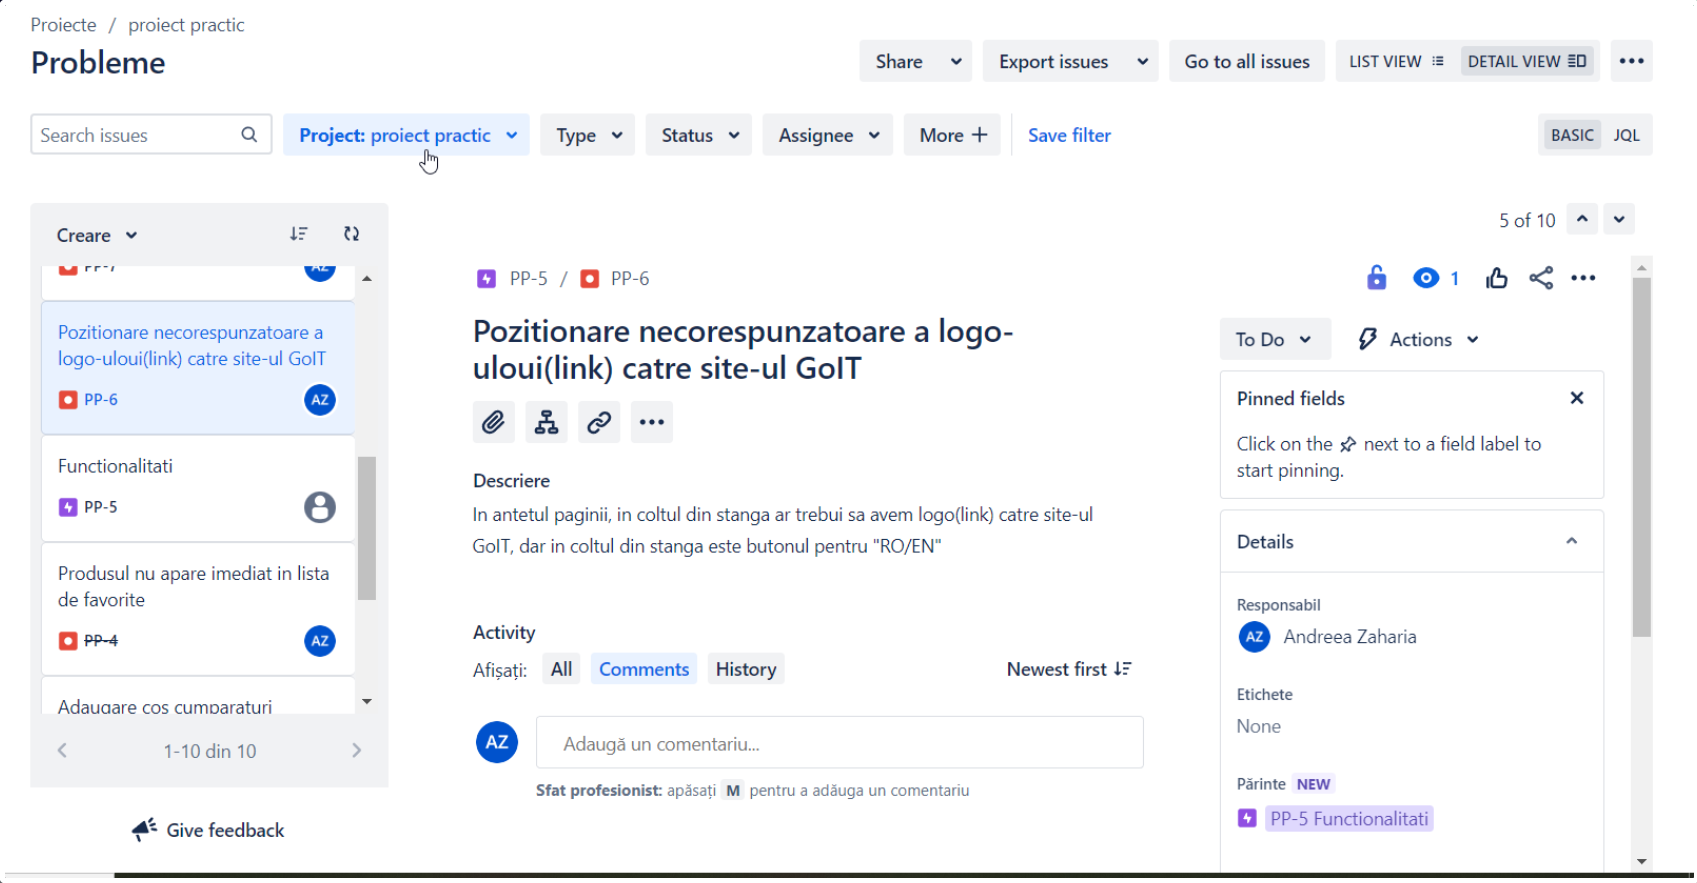 Proiecte / proiect practic
Probleme
Share
Export issues
Go to all issues
LIST VIEW
DETAIL VIEW
Search issues
Project: proiect practic
Type
Status
Assignee
More +
Save filter
BASIC
JQL
Creare
5 of 10
PP-7
AZ
Pozitionare necorespunzatoare a
logo-uloui(link) catre site-ul GoIT
PP-6
AZ
Functionalitati
PP-5
Produsul nu apare imediat in lista
de favorite
PP-4
AZ
Adaugare cos cumparaturi
1-10 din 10
Give feedback
PP-5 / PP-6
1
Pozitionare necorespunzatoare a logo-
uloui(link) catre site-ul GoIT
Descriere
In antetul paginii, in coltul din stanga ar trebui sa avem logo(link) catre site-ul
GoIT, dar in coltul din stanga este butonul pentru "RO/EN"
Activity
Afișați: All Comments History
Newest first
AZ
Adaugă un comentariu...
Sfat profesionist: apăsați M pentru a adăuga un comentariu
To Do
Actions
Pinned fields
Click on the next to a field label to
start pinning.
Details
Responsabil
AZ Andreea Zaharia
Etichete
None
Părinte NEW
PP-5 Functionalitati